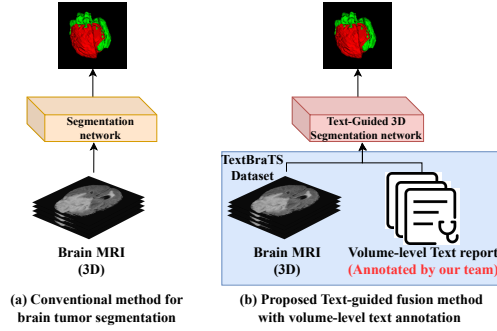 Segmentation
network
Brain MRI
(3D)
(a) Conventional method for
brain tumor segmentation
Text-Guided 3D
Segmentation network
TextBraTS
Dataset
Brain MRI
(3D)
Volume-level Text report
(Annotated by our team)
(b) Proposed Text-guided fusion method
with volume-level text annotation